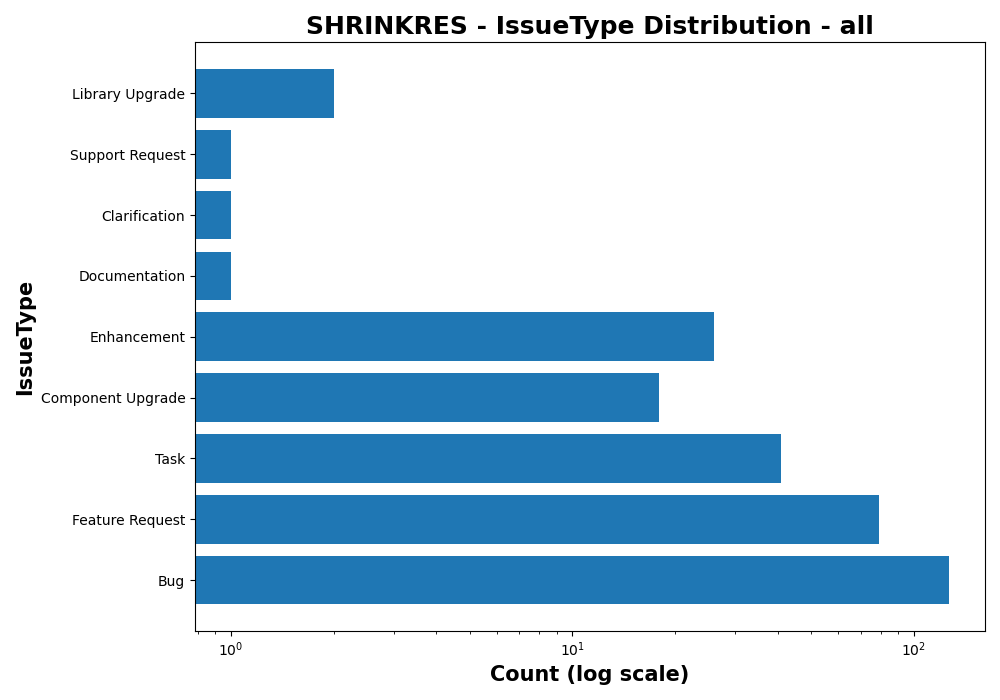 SHRINKRES - IssueType Distribution - all
Library Upgrade
Support Request
Clarification
Documentation
Enhancement
Component Upgrade
Task
Feature Request
Bug
IssueType
10⁰ 10¹ 10²
Count (log scale)